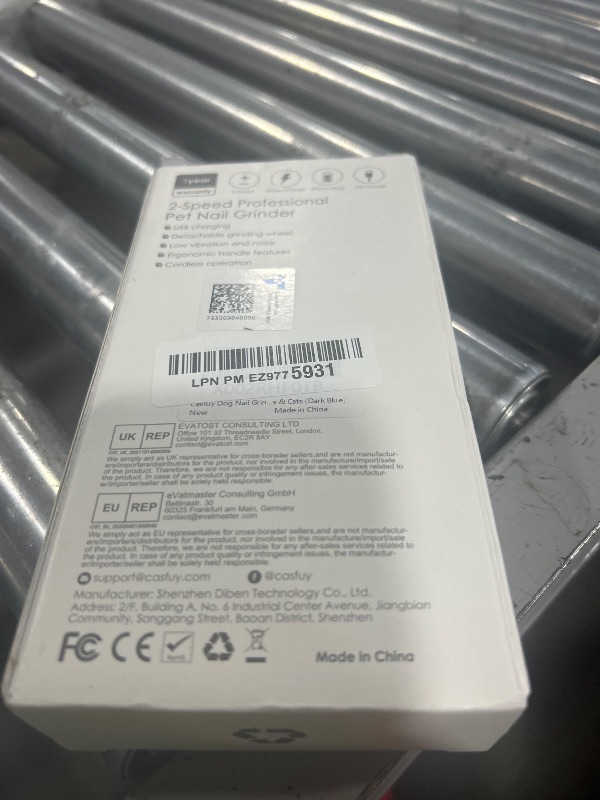 warranty
2-Speed Professional
Pet Nail Grinder
USB charging
Detachable grinding wheel
Low vibration and noise
Ergonomic handle features
Cordless operation
LPN PM EZ977 5931
Casfuy Dog Nail Grin...s & Cats (Dark Blue)
New
Made in China
UK REP
EVATOST CONSULTING LTD
Office 101 32 Threadneedle Street, London,
United Kingdom, EC2R 8AY
contact@evatost.com
We simply act as UK representative for cross-borader sellers,and are not manufactur-
ers/importers/distributors for the product, nor involved in the manufacture/import/sale
of the product. Therefore, we are not responsible for any after-sales services related to
the products. In case of any product quality or infringement issues, the manufactur-
er/importer/seller shall be solely held responsible.
EU REP
eVatmaster Consulting GmbH
Bettinastr. 30
60325 Frankfurt am Main, Germany
contact@evatmaster.com
We simply act as EU representative for cross-borader sellers,and are not manufactur-
ers/importers/distributors for the product, nor involved in the manufacture/import/sale
of the product. Therefore, we are not responsible for any after-sales services related to
the products. In case of any product quality or infringement issues, the manufactur-
er/importer/seller shall be solely held responsible.
support@casfuy.com
@casfuy
Manufacturer: Shenzhen Diben Technology Co., Ltd.
Address: 2/F, Building A, No. 6 Industrial Center Avenue, Jiangbian
Community, Songgang Street, Baoan District, Shenzhen
FC CE RoHS
Made in China